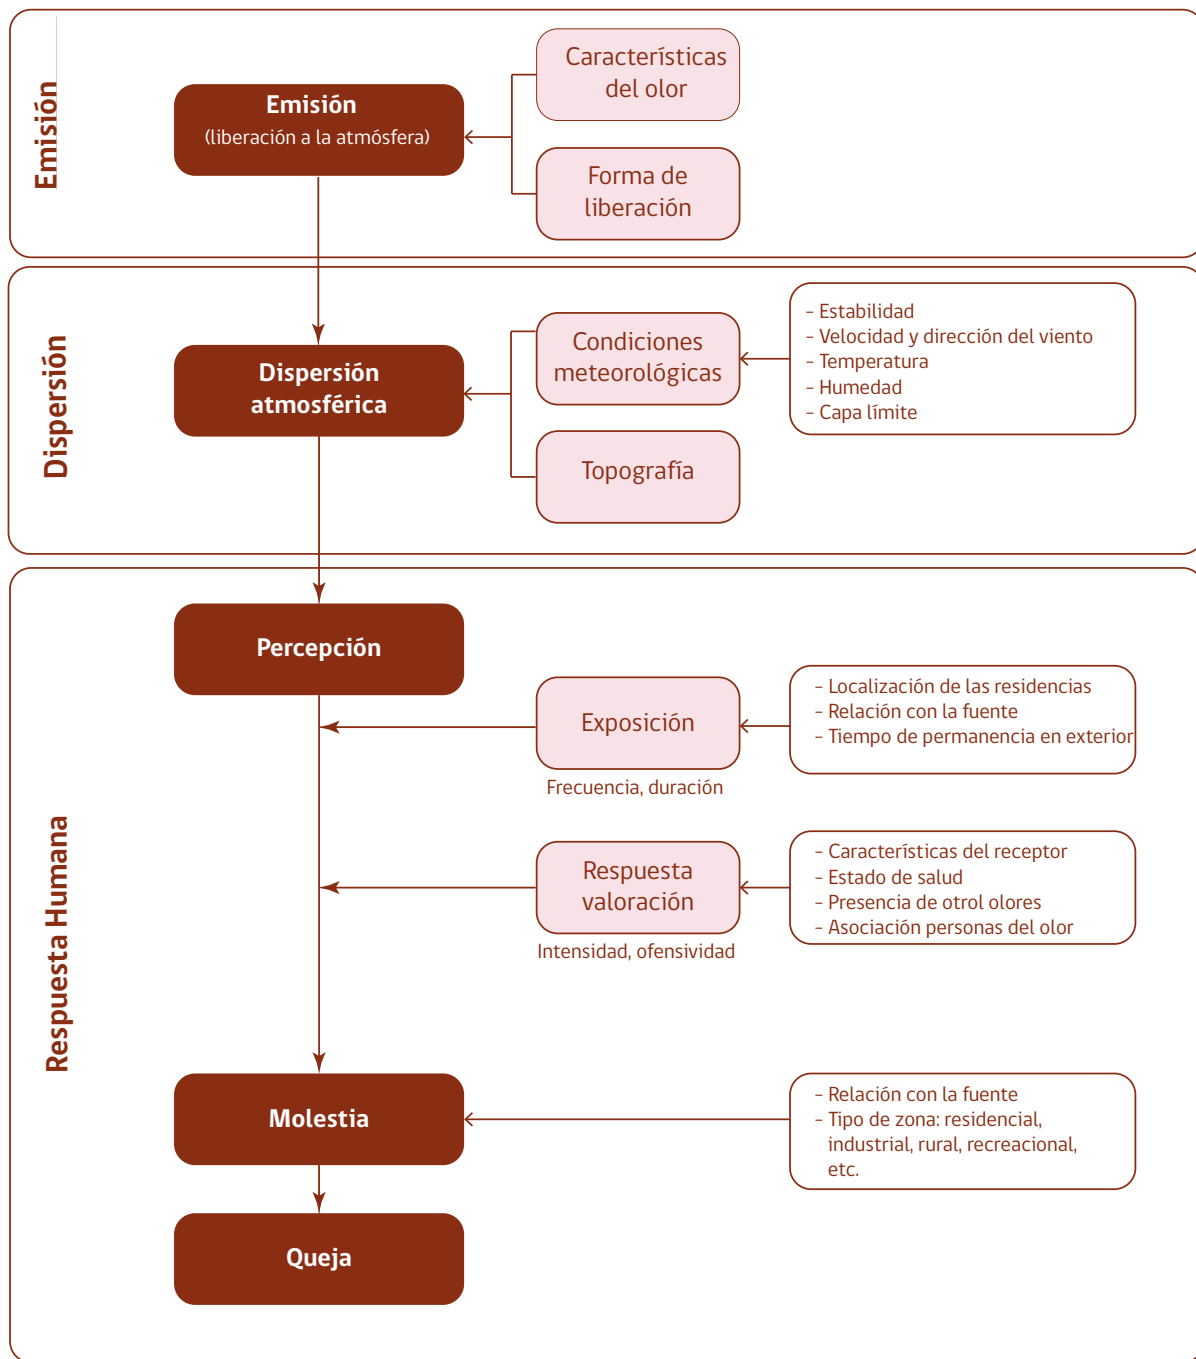 Emisión
Emisión
(liberación a la atmósfera)
Características
del olor
Forma de
liberación
Dispersión
Dispersión
atmosférica
Condiciones
meteorológicas
Topografía
- Estabilidad
- Velocidad y dirección del viento
- Temperatura
- Humedad
- Capa límite
Respuesta Humana
Percepción
Exposición
Frecuencia, duración
- Localización de las residencias
- Relación con la fuente
- Tiempo de permanencia en exterior
Respuesta
valoración
Intensidad, ofensividad
- Características del receptor
- Estado de salud
- Presencia de otrol olores
- Asociación personas del olor
Molestia
- Relación con la fuente
- Tipo de zona: residencial,
industrial, rural, recreacional,
etc.
Queja